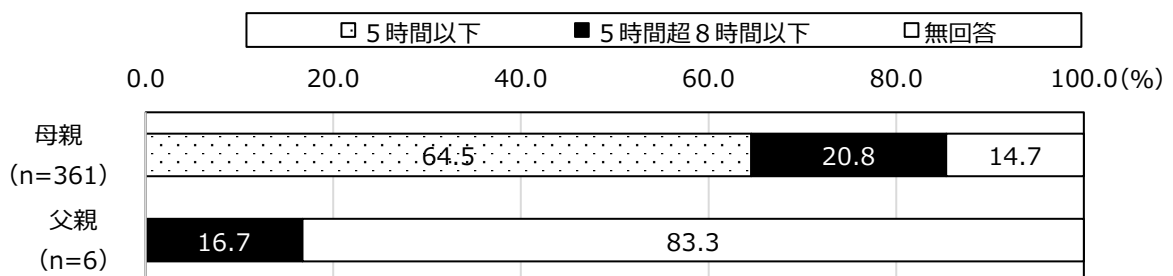 ５時間以下 ５時間超８時間以下 無回答
0.0 20.0 40.0 60.0 80.0 100.0(%)
母親
(n=361)
64.5 20.8 14.7
父親
(n=6)
16.7 83.3